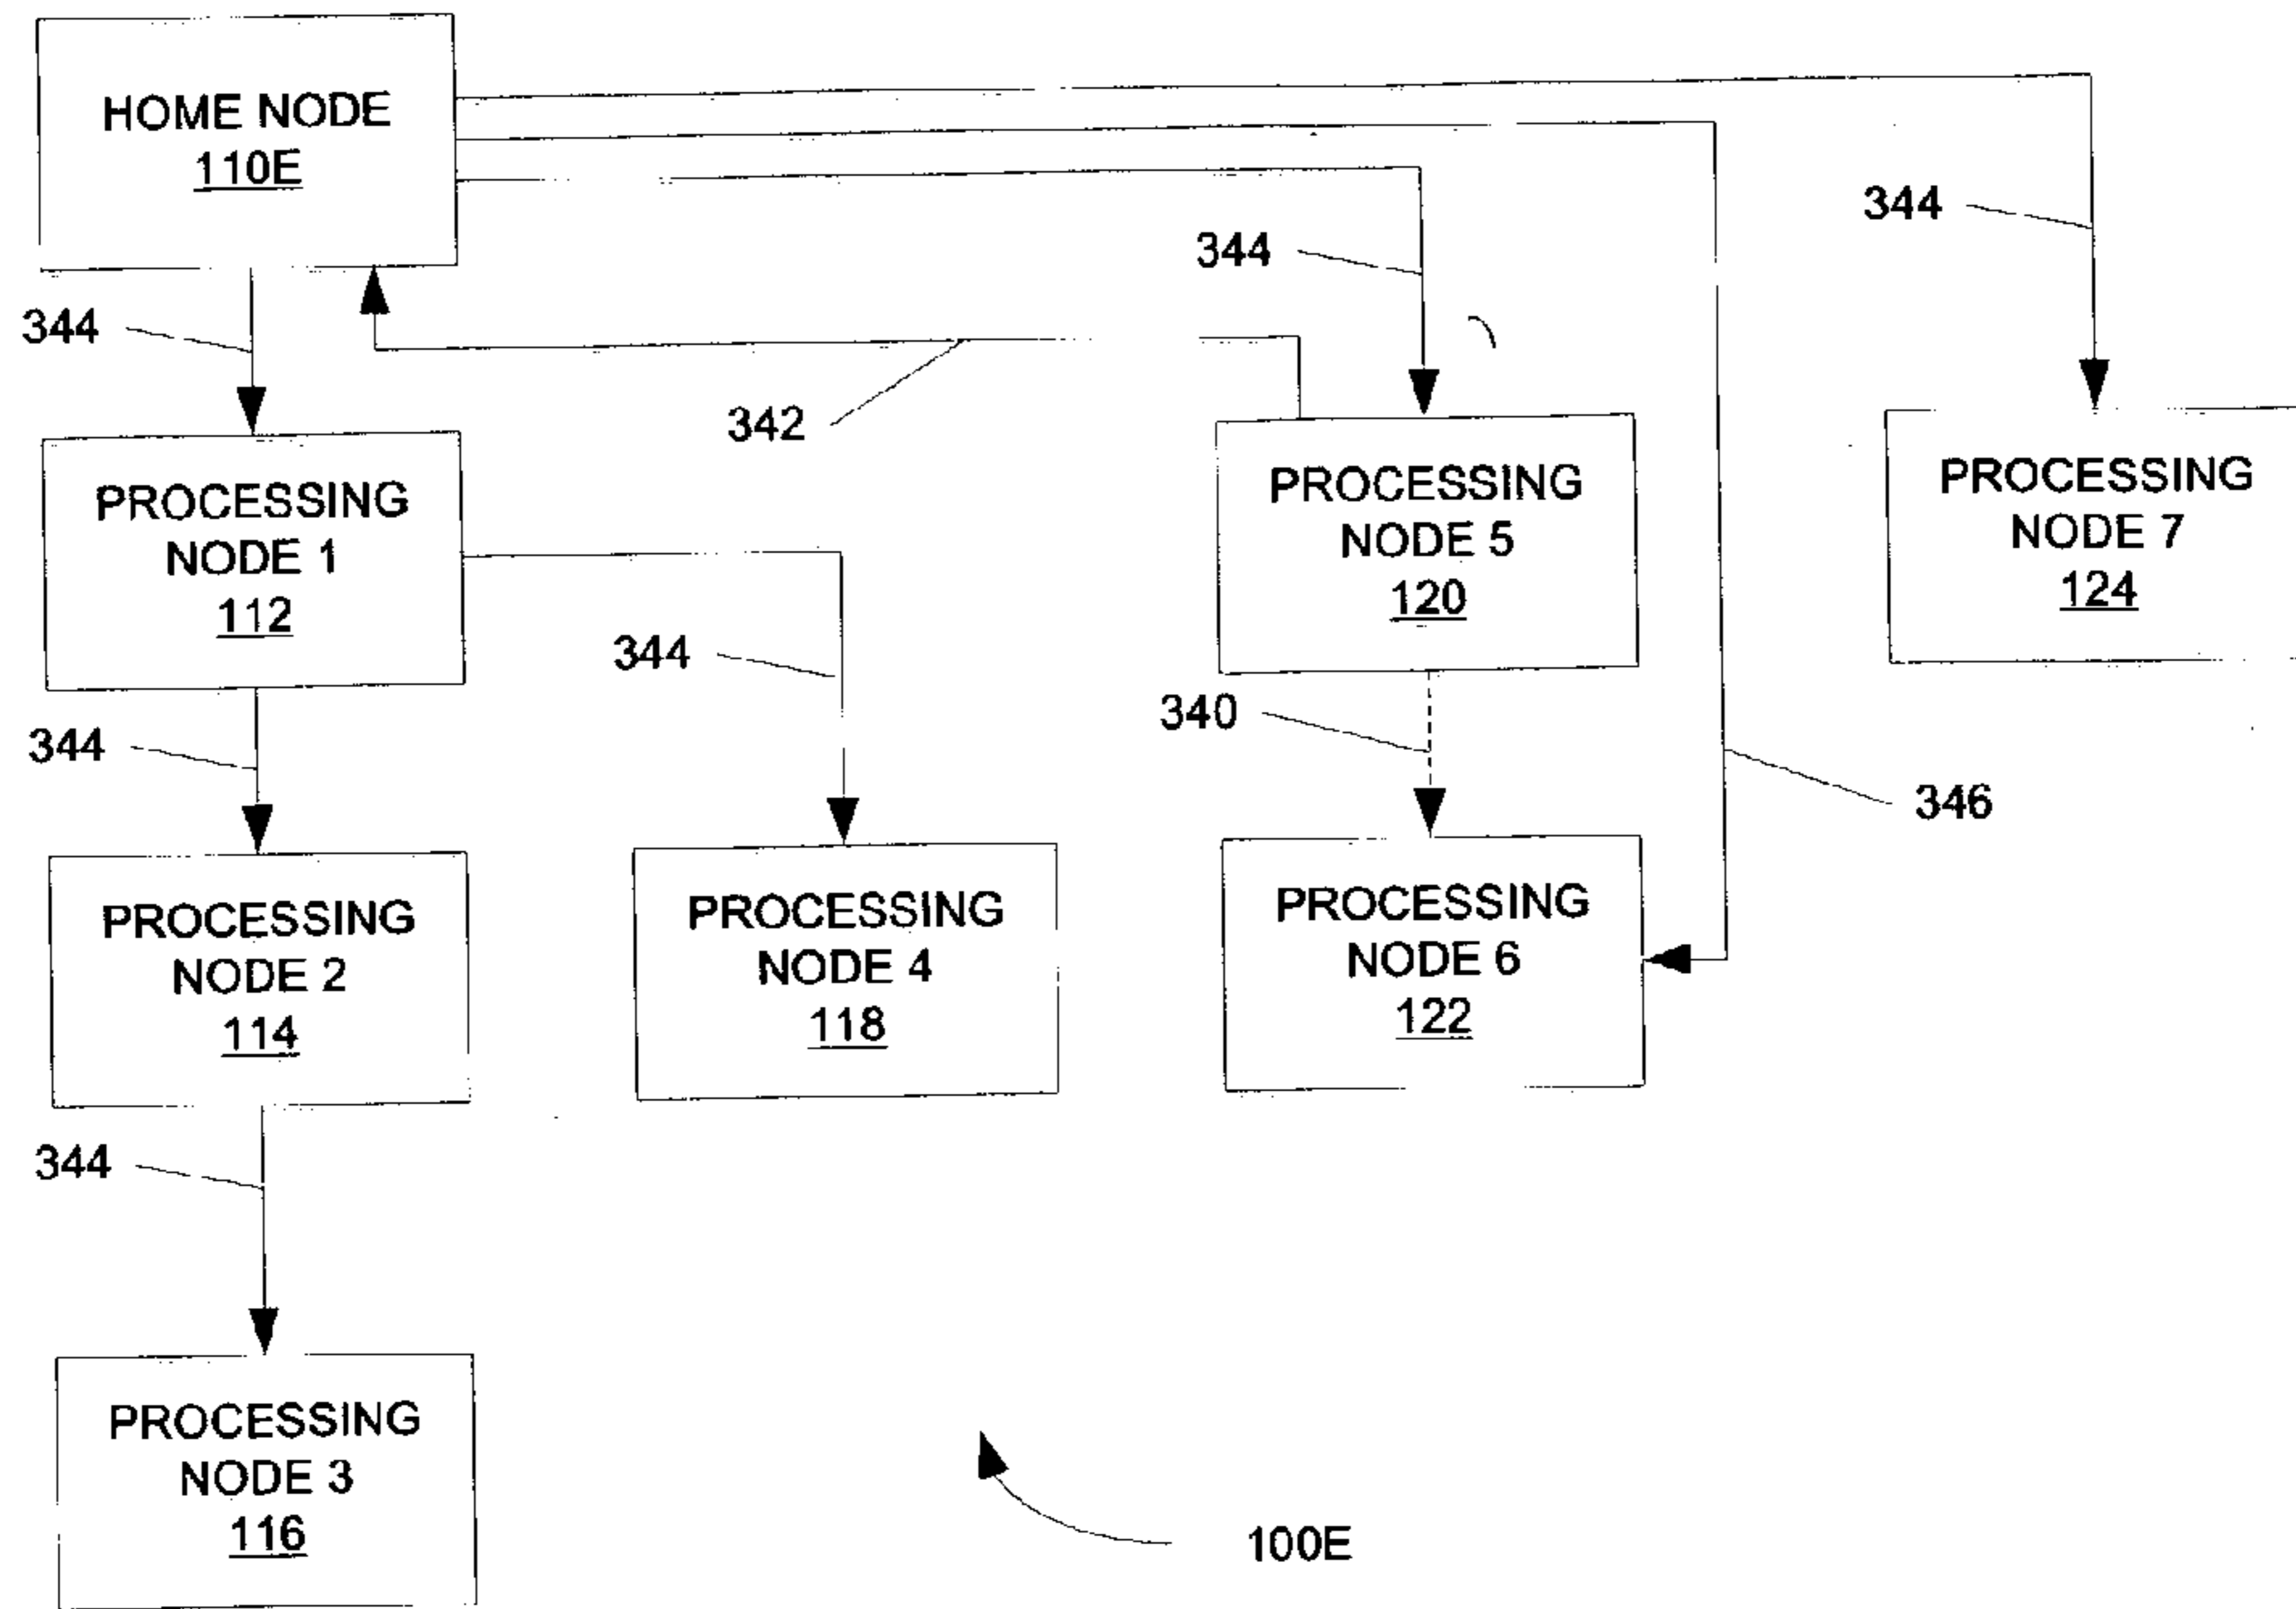 HOME NODE
110E
344
344
344
342
PROCESSING
NODE 1
112
PROCESSING
NODE 5
120
PROCESSING
NODE 7
124
344
344
340
346
PROCESSING
NODE 2
114
PROCESSING
NODE 4
118
PROCESSING
NODE 6
122
344
PROCESSING
NODE 3
116
100E